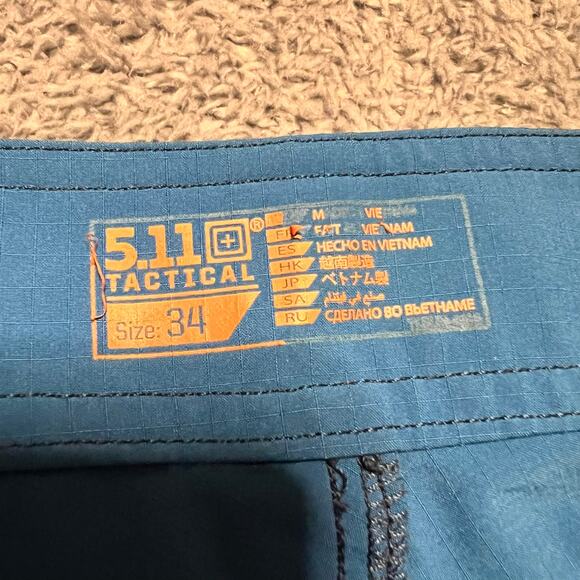 5.11®
TACTICAL
Size: 34
VIE
FAIT VIETNAM
ES HECHO EN VIETNAM
HK 越南製造
JP ベトナム製
SA صنع في فيتنام
RU СДЕЛАНО ВО ВЬЕТНАМЕ